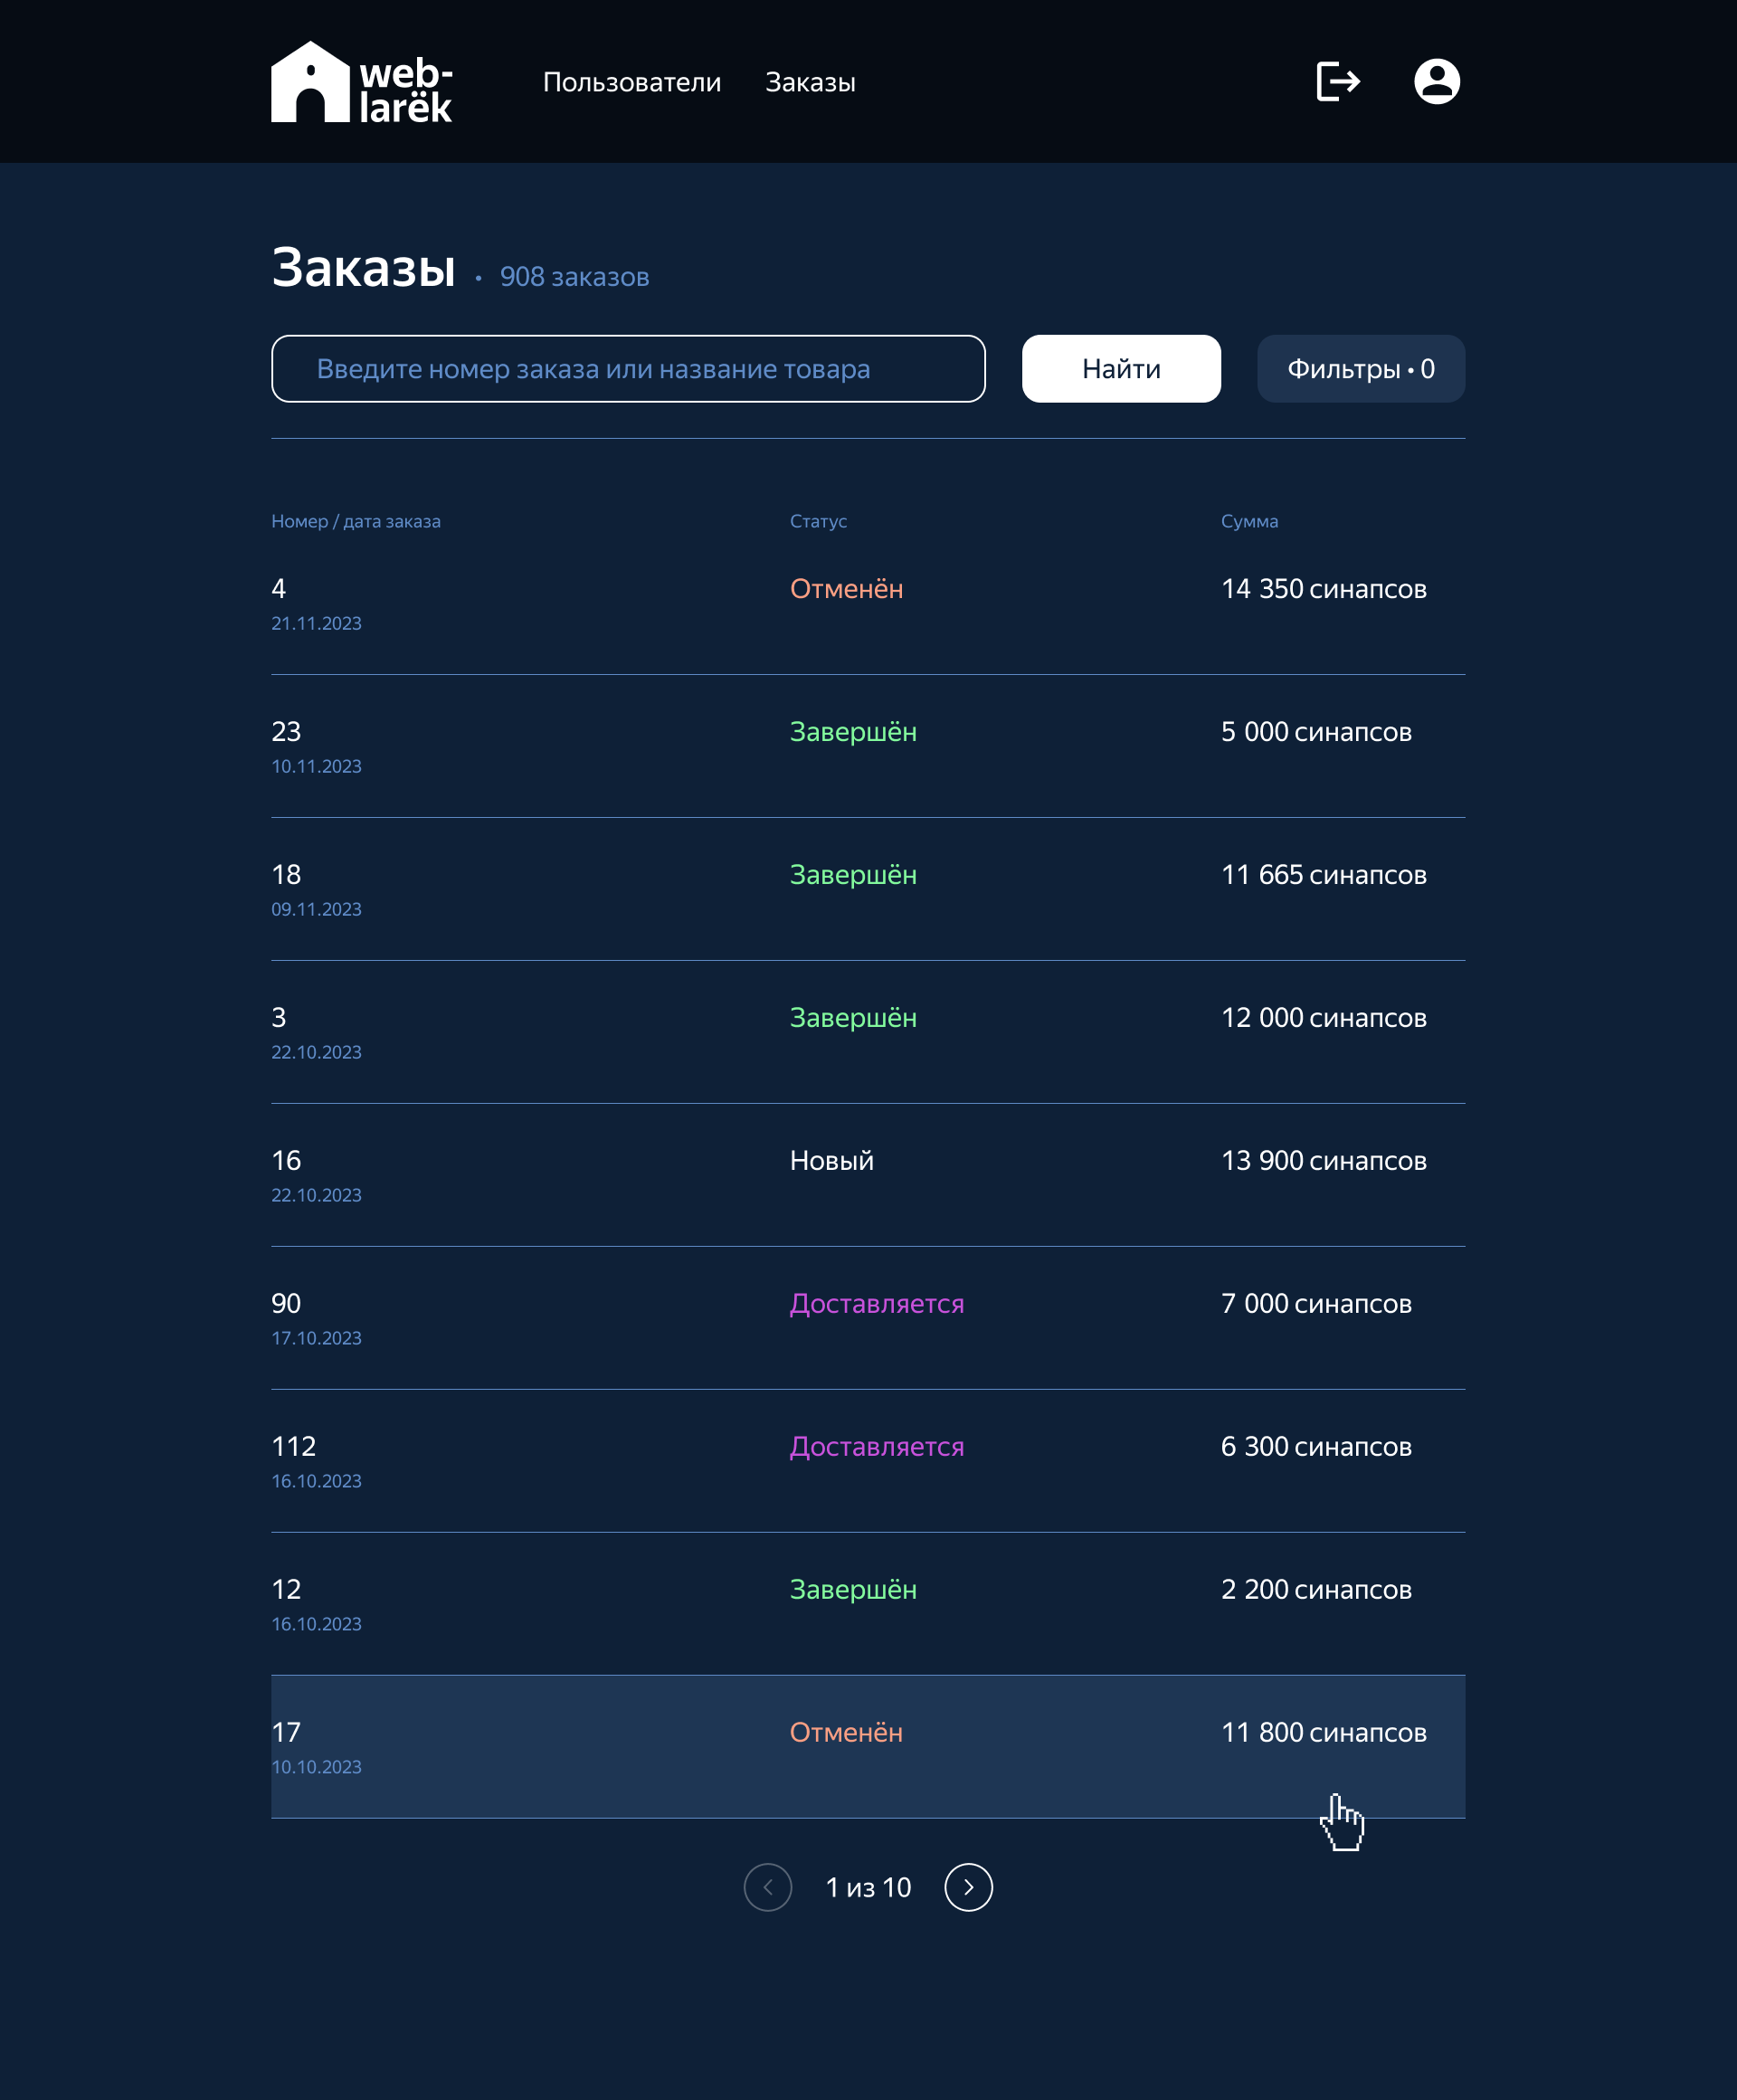 web-
larёk
Пользователи Заказы
Заказы • 908 заказов
Введите номер заказа или название товара
Найти
Фильтры • 0
Номер / дата заказа Статус Сумма
4 Отменён 14 350 синапсов
21.11.2023
23 Завершён 5 000 синапсов
10.11.2023
18 Завершён 11 665 синапсов
09.11.2023
3 Завершён 12 000 синапсов
22.10.2023
16 Новый 13 900 синапсов
22.10.2023
90 Доставляется 7 000 синапсов
17.10.2023
112 Доставляется 6 300 синапсов
16.10.2023
12 Завершён 2 200 синапсов
16.10.2023
17 Отменён 11 800 синапсов
10.10.2023
1 из 10